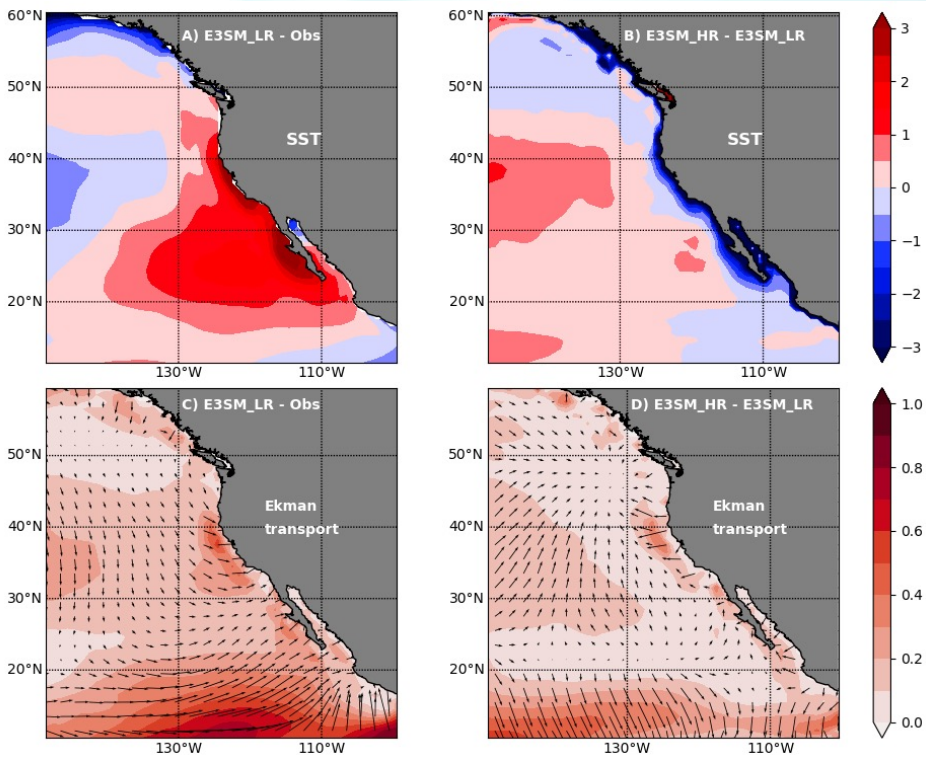 60°N
A) E3SM_LR - Obs
B) E3SM_HR - E3SM_LR
3
50°N
2
SST
SST
40°N
1
0
30°N
−1
20°N
−2
−3
130°W
110°W
130°W
110°W
C) E3SM_LR - Obs
D) E3SM_HR - E3SM_LR
1.0
50°N
50°N
0.8
Ekman
transport
Ekman
transport
40°N
40°N
0.6
30°N
30°N
0.4
20°N
20°N
0.2
0.0
130°W
110°W
130°W
110°W
60°N
50°N
40°N
30°N
20°N